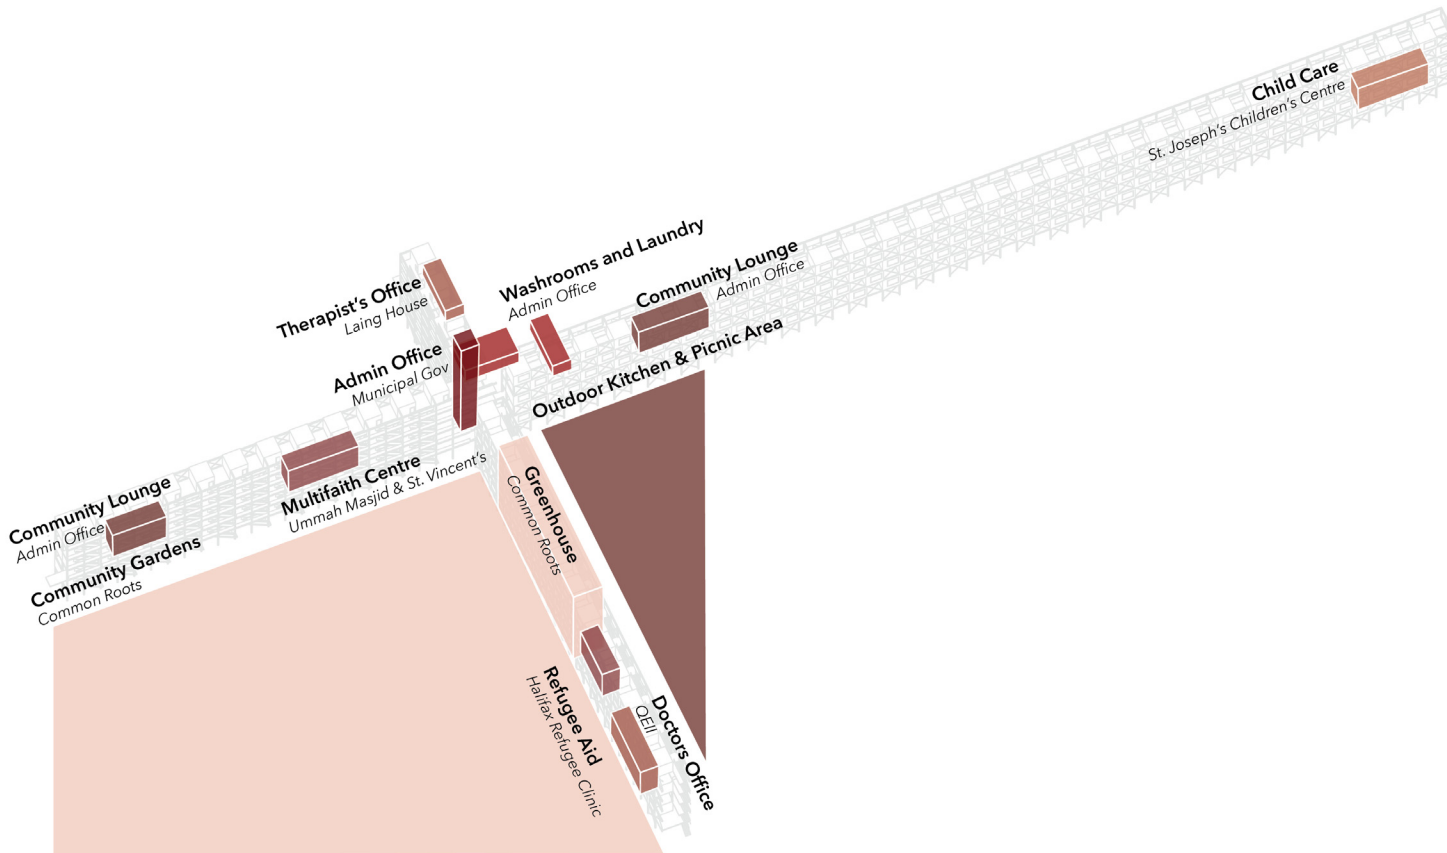 Child Care
St. Joseph's Children's Centre
Washrooms and Laundry
Admin Office
Community Lounge
Admin Office
Therapist's Office
Laing House
Admin Office
Municipal Gov
Outdoor Kitchen & Picnic Area
Multifaith Centre
Ummah Masjid & St. Vincent's
Community Lounge
Admin Office
Community Gardens
Common Roots
Greenhouse
Common Roots
Refugee Aid
Halifax Refugee Clinic
Doctors Office
QEII